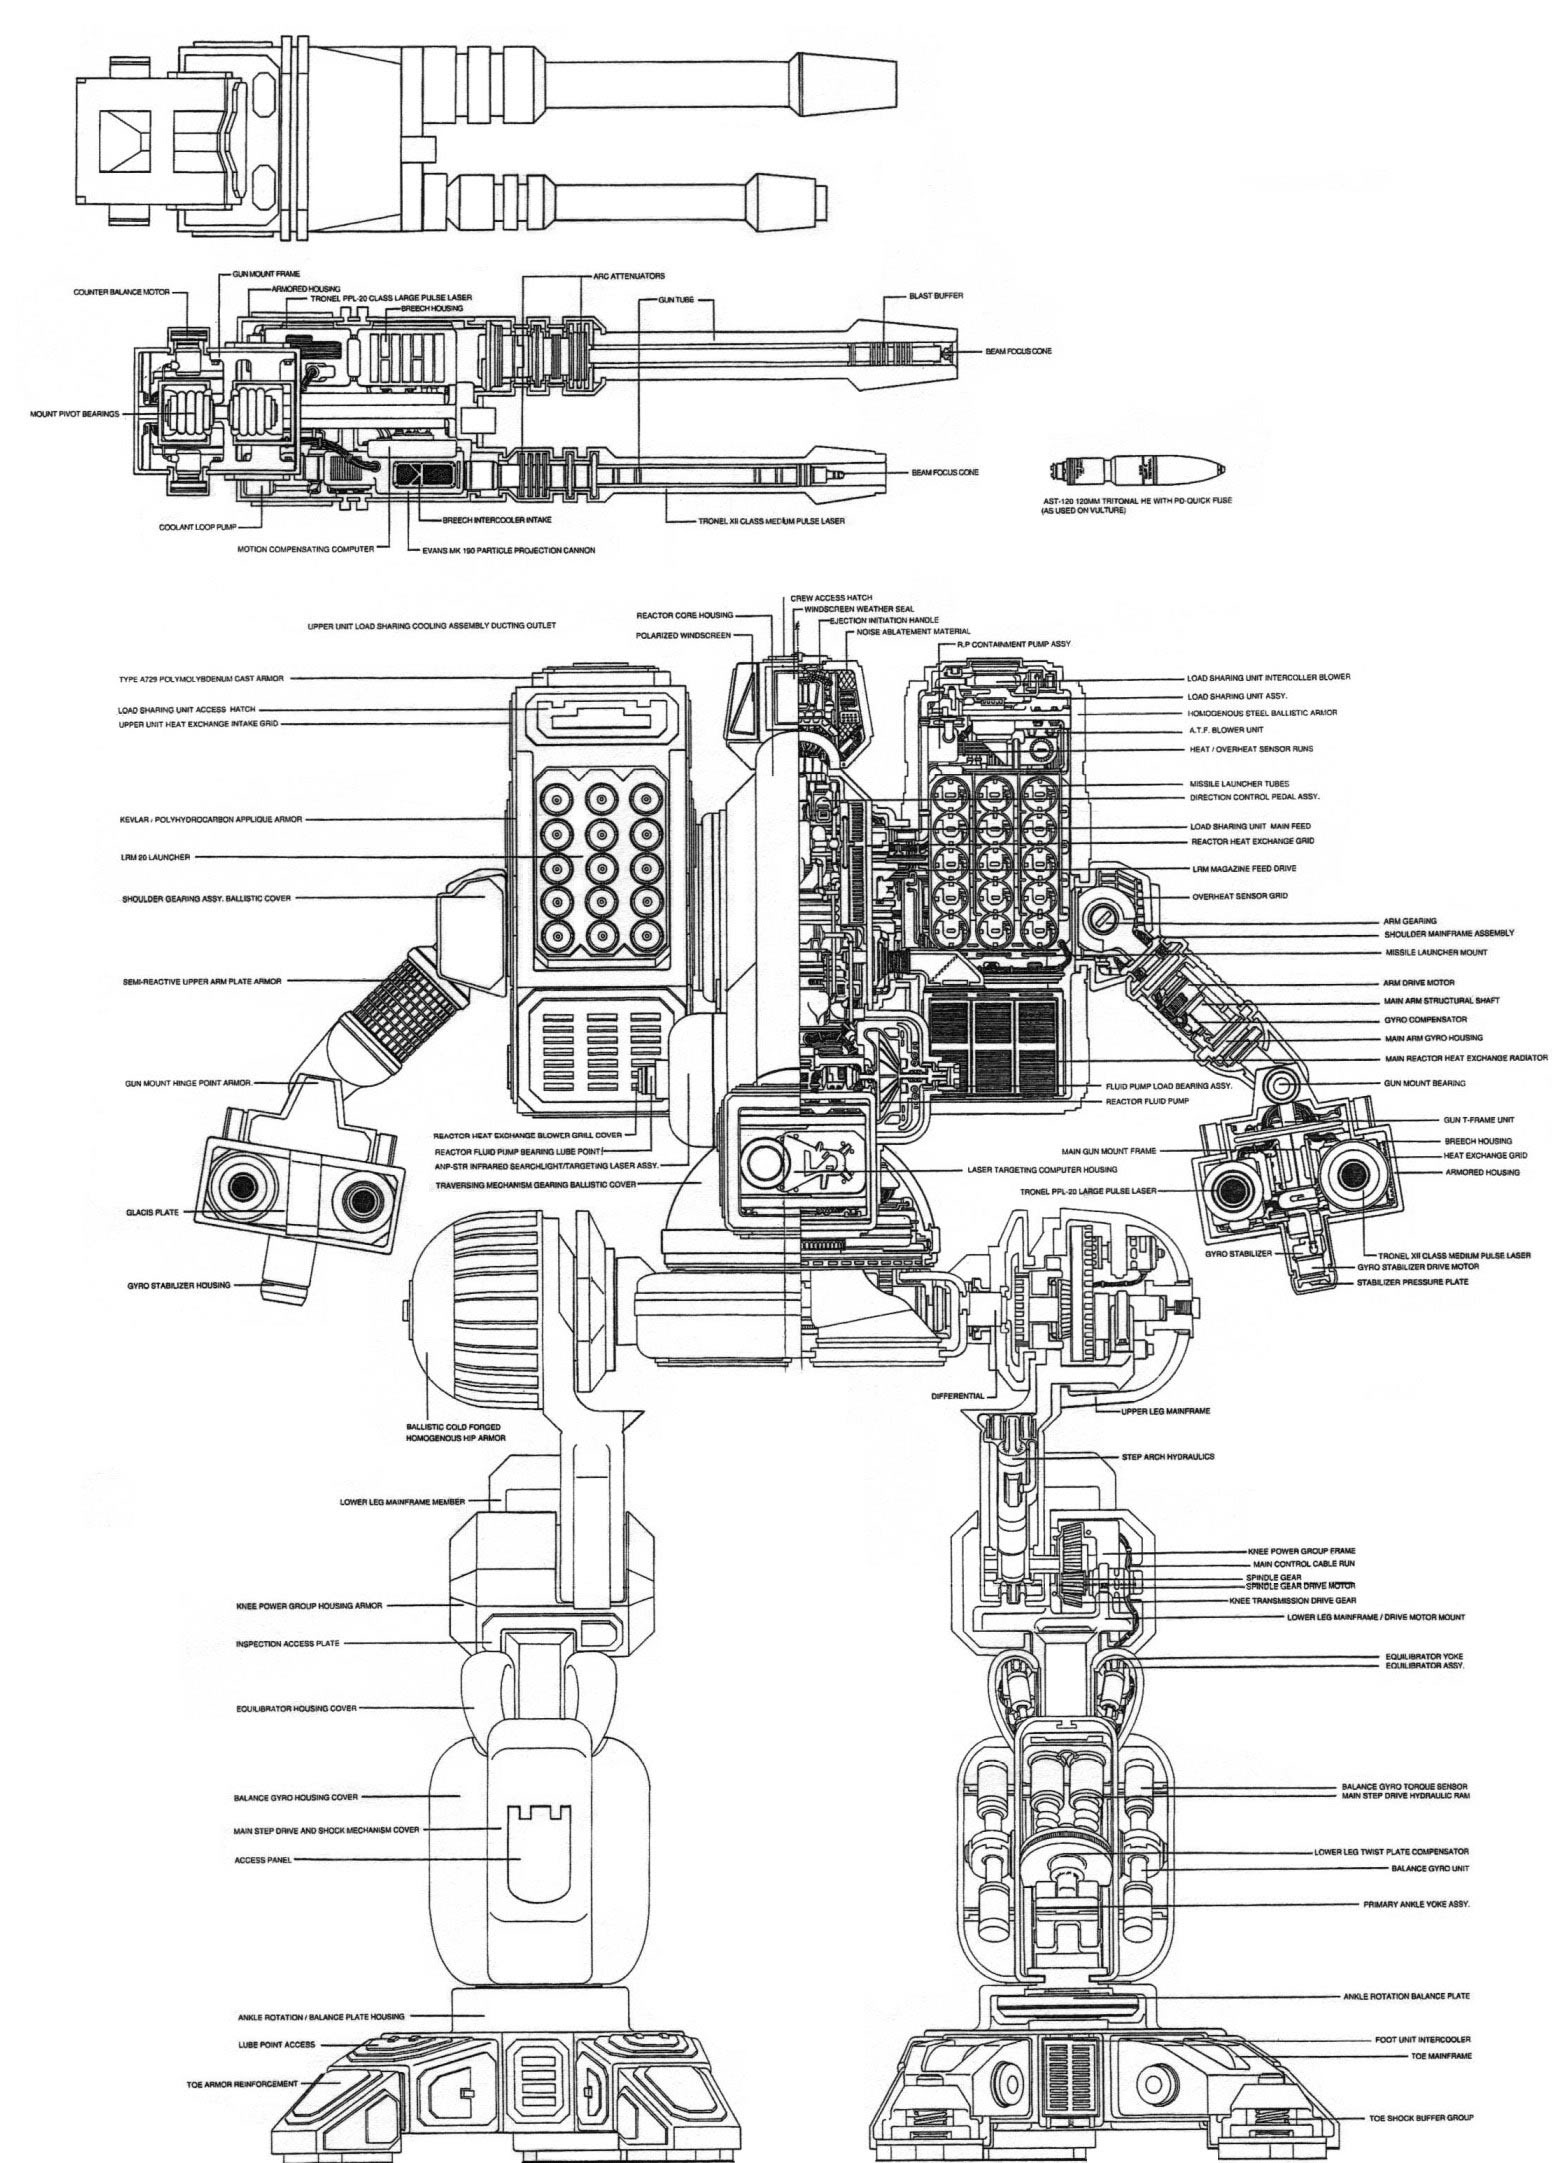 GUN MOUNT FRAME
COUNTER BALANCE MOTOR
ARMORED HOUSING
TRONEL PPL-20 CLASS LARGE PULSE LASER
BREECH HOUSING
ARC ATTENUATORS
GUN TUBE
BLAST BUFFER
BEAM FOCUS CONE
MOUNT PIVOT BEARINGS
BEAM FOCUS CONE
COOLANT LOOP PUMP
BREECH INTERCOOLER INTAKE
TRONEL XII CLASS MEDIUM PULSE LASER
MOTION COMPENSATING COMPUTER
EVANS MK 190 PARTICLE PROJECTION CANNON
AST-120 120MM TRITONAL HE WITH PD-QUICK FUSE
(AS USED ON VULTURE)
CREW ACCESS HATCH
WINDSCREEN WEATHER SEAL
REACTOR CORE HOUSING
EJECTION INITIATION HANDLE
UPPER UNIT LOAD SHARING COOLING ASSEMBLY DUCTING OUTLET
POLARIZED WINDSCREEN
NOISE ABLATEMENT MATERIAL
R.P CONTAINMENT PUMP ASSY
TYPE A729 POLYMOLYBDENUM CAST ARMOR
LOAD SHARING UNIT INTERCOLLER BLOWER
LOAD SHARING UNIT ASSY.
LOAD SHARING UNIT ACCESS HATCH
HOMOGENOUS STEEL BALLISTIC ARMOR
UPPER UNIT HEAT EXCHANGE INTAKE GRID
A.T.F. BLOWER UNIT
HEAT / OVERHEAT SENSOR RUNS
MISSILE LAUNCHER TUBES
DIRECTION CONTROL PEDAL ASSY.
KEVLAR / POLYHYDROCARBON APPLIQUE ARMOR
LOAD SHARING UNIT MAIN FEED
REACTOR HEAT EXCHANGE GRID
LRM 20 LAUNCHER
LRM MAGAZINE FEED DRIVE
SHOULDER GEARING ASSY. BALLISTIC COVER
OVERHEAT SENSOR GRID
ARM GEARING
SHOULDER MAINFRAME ASSEMBLY
MISSILE LAUNCHER MOUNT
SEMI-REACTIVE UPPER ARM PLATE ARMOR
ARM DRIVE MOTOR
MAIN ARM STRUCTURAL SHAFT
GYRO COMPENSATOR
MAIN ARM GYRO HOUSING
MAIN REACTOR HEAT EXCHANGE RADIATOR
GUN MOUNT HINGE POINT ARMOR.
FLUID PUMP LOAD BEARING ASSY.
GUN MOUNT BEARING
REACTOR FLUID PUMP
GUN T-FRAME UNIT
REACTOR HEAT EXCHANGE BLOWER GRILL COVER
BREECH HOUSING
REACTOR FLUID PUMP BEARING LUBE POINT
MAIN GUN MOUNT FRAME
HEAT EXCHANGE GRID
ANP-STR INFRARED SEARCHLIGHT/TARGETING LASER ASSY.
LASER TARGETING COMPUTER HOUSING
ARMORED HOUSING
TRAVERSING MECHANISM GEARING BALLISTIC COVER
TRONEL PPL-20 LARGE PULSE LASER
GLACIS PLATE
GYRO STABILIZER
TRONEL XII CLASS MEDIUM PULSE LASER
GYRO STABILIZER DRIVE MOTOR
GYRO STABILIZER HOUSING
STABILIZER PRESSURE PLATE
DIFFERENTIAL
UPPER LEG MAINFRAME
BALLISTIC COLD FORGED
HOMOGENOUS HIP ARMOR
STEP ARCH HYDRAULICS
LOWER LEG MAINFRAME MEMBER
KNEE POWER GROUP FRAME
MAIN CONTROL CABLE RUN
SPINDLE GEAR
SPINDLE GEAR DRIVE MOTOR
KNEE TRANSMISSION DRIVE GEAR
KNEE POWER GROUP HOUSING ARMOR
LOWER LEG MAINFRAME / DRIVE MOTOR MOUNT
INSPECTION ACCESS PLATE
EQUILIBRATOR YOKE
EQUILIBRATOR ASSY.
EQUILIBRATOR HOUSING COVER
BALANCE GYRO TORQUE SENSOR
MAIN STEP DRIVE HYDRAULIC RAM
BALANCE GYRO HOUSING COVER
MAIN STEP DRIVE AND SHOCK MECHANISM COVER
LOWER LEG TWIST PLATE COMPENSATOR
ACCESS PANEL
BALANCE GYRO UNIT
PRIMARY ANKLE YOKE ASSY.
ANKLE ROTATION BALANCE PLATE
ANKLE ROTATION / BALANCE PLATE HOUSING
FOOT UNIT INTERCOOLER
LUBE POINT ACCESS
TOE MAINFRAME
TOE ARMOR REINFORCEMENT
TOE SHOCK BUFFER GROUP